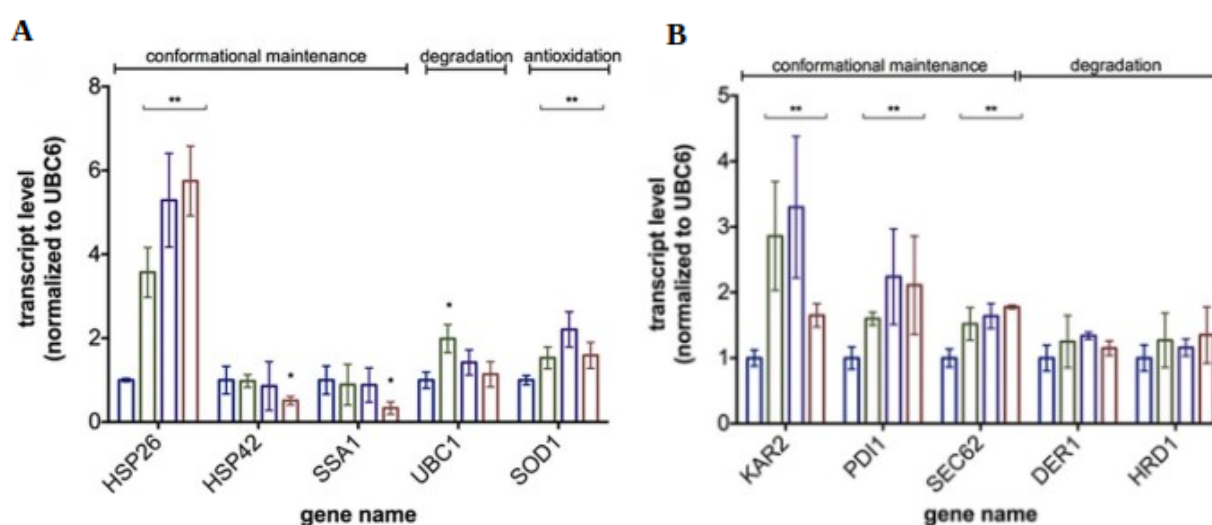 A
conformational maintenance degradation antioxidation
transcript level
(normalized to UBC6)
8
6
4
2
0
**
*
*
*
**
HSP26 HSP42 SSA1 UBC1 SOD1
gene name
B
conformational maintenance degradation
transcript level
(normalized to UBC6)
5
4
3
2
1
0
** ** **
KAR2 PDI1 SEC62 DER1 HRD1
gene name